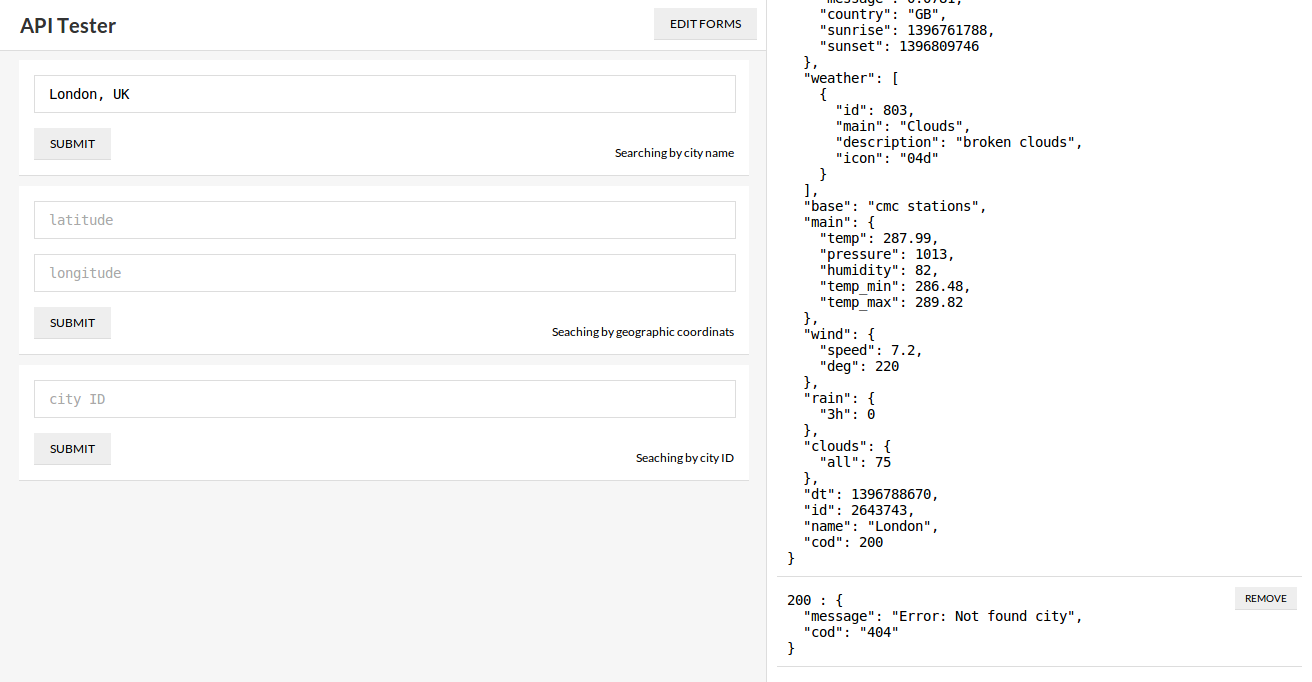 API Tester
EDIT FORMS
London, UK
SUBMIT
Searching by city name
latitude
longitude
SUBMIT
Seaching by geographic coordinats
city ID
SUBMIT
Seaching by city ID
"country": "GB",
"sunrise": 1396761788,
"sunset": 1396809746
},
"weather": [
{
"id": 803,
"main": "Clouds",
"description": "broken clouds",
"icon": "04d"
}
],
"base": "cmc stations",
"main": {
"temp": 287.99,
"pressure": 1013,
"humidity": 82,
"temp_min": 286.48,
"temp_max": 289.82
},
"wind": {
"speed": 7.2,
"deg": 220
},
"rain": {
"3h": 0
},
"clouds": {
"all": 75
},
"dt": 1396788670,
"id": 2643743,
"name": "London",
"cod": 200
}
200 : {
REMOVE
"message": "Error: Not found city",
"cod": "404"
}